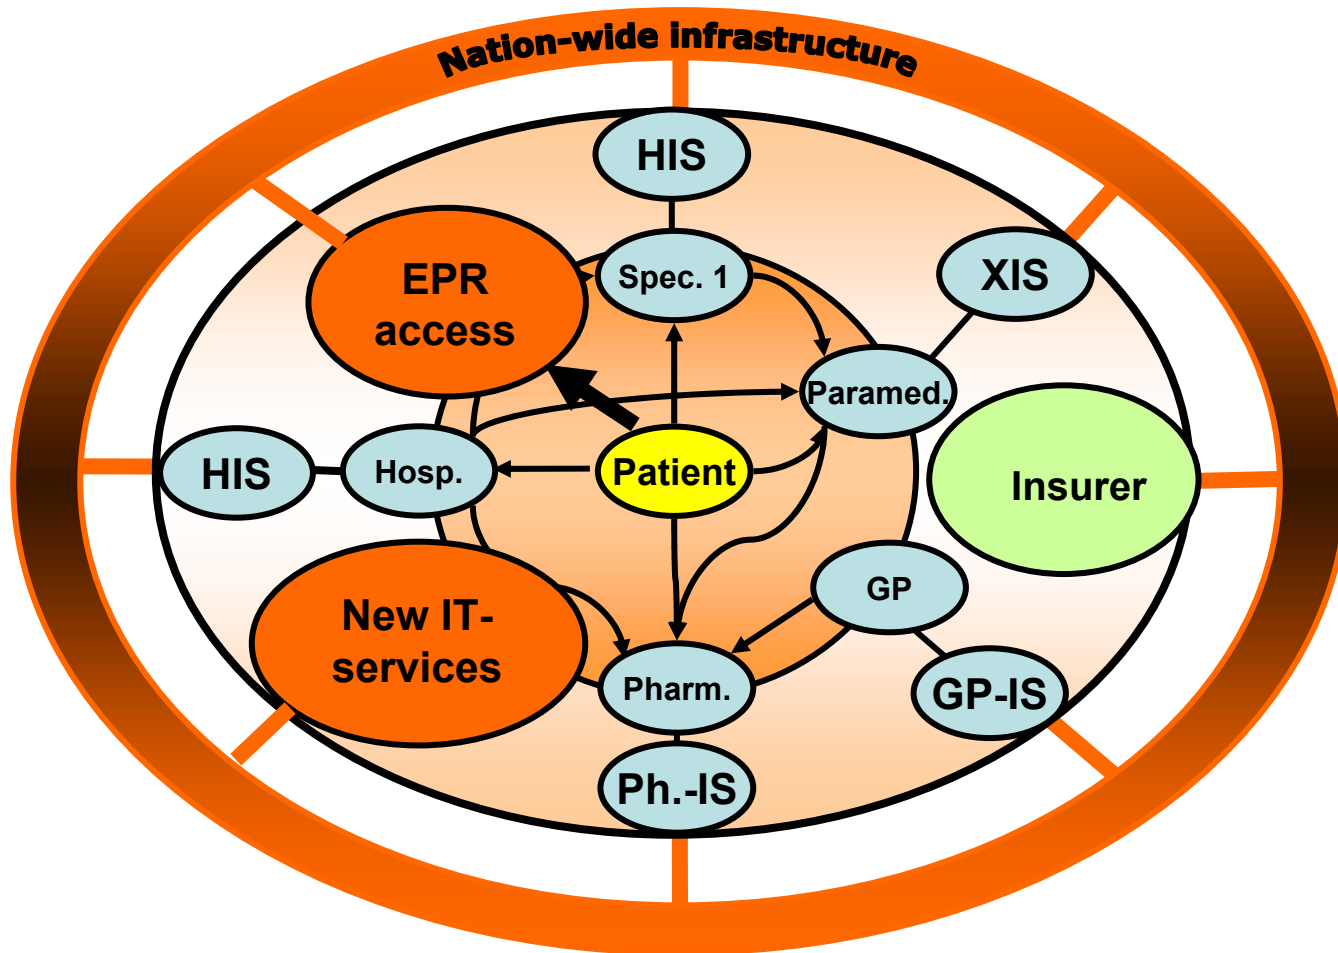 Nation-wide infrastructure
HIS
Spec. 1
XIS
EPR
access
Paramed.
HIS
Hosp.
Patient
Insurer
GP
New IT-
services
Pharm.
GP-IS
Ph.-IS